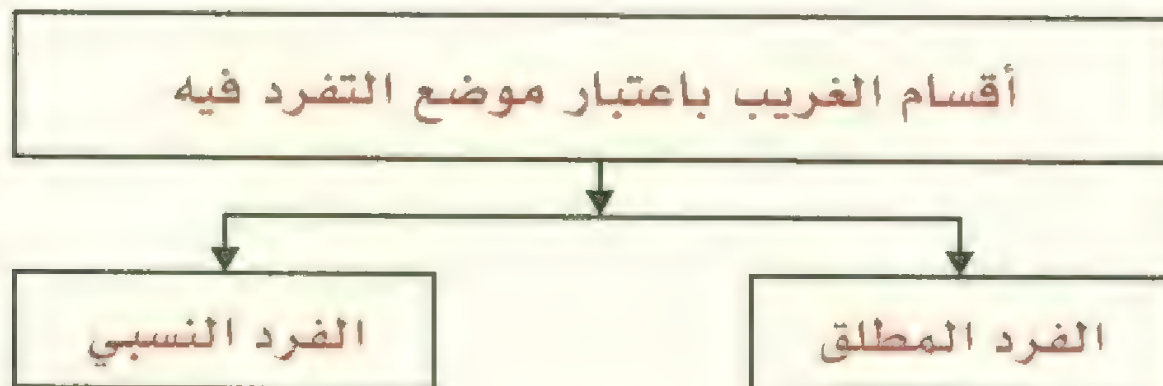 أقسام الغريب باعتبار موضع التفرد فيه
الفرد المطلق
الفرد النسبي